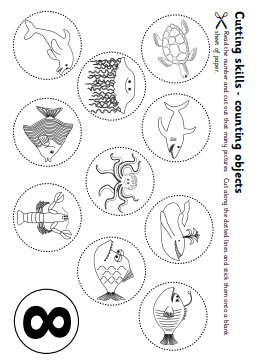 Cutting skills - counting objects
Read the number and cut out that many pictures. Cut along the dotted lines and stick them onto a blank
sheet of paper.
8